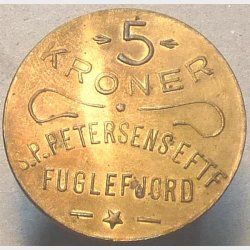 5
KRONER
S.P. PETERSENS EFTF
FUGLEFJORD